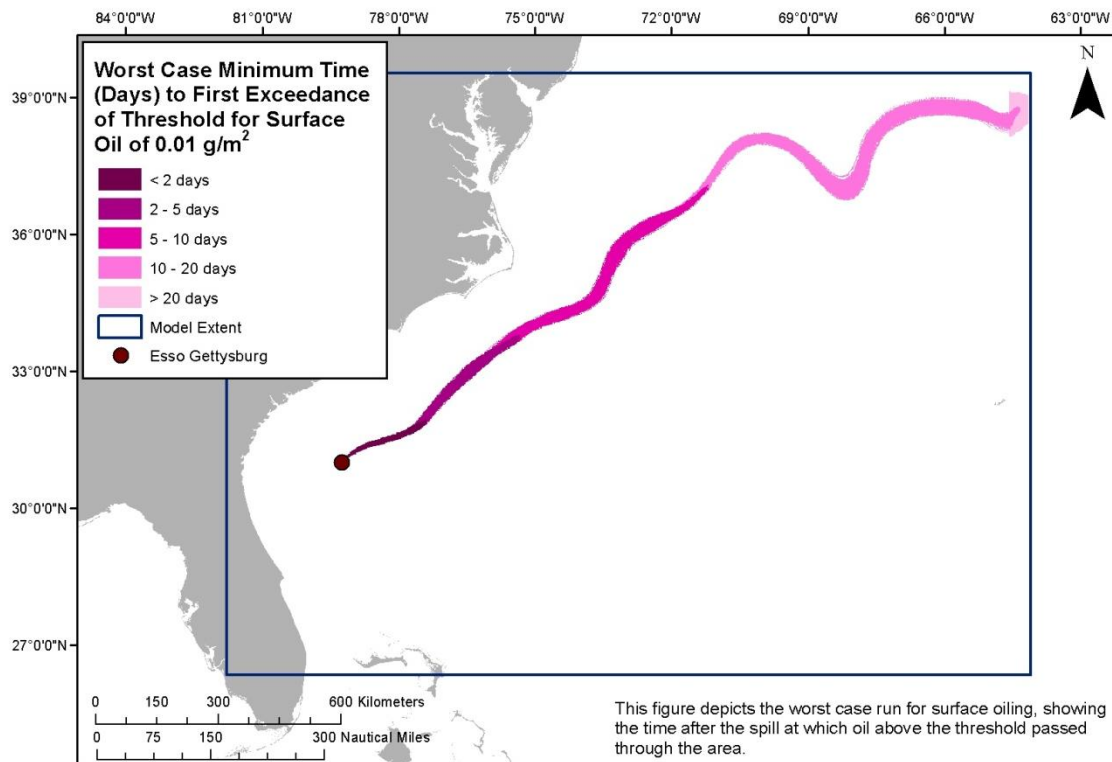 84°0'0"W 81°0'0"W 78°0'0"W 75°0'0"W 72°0'0"W 69°0'0"W 66°0'0"W 63°0'0"W
N
39°0'0"N
36°0'0"N
33°0'0"N
30°0'0"N
27°0'0"N
Worst Case Minimum Time
(Days) to First Exceedance
of Threshold for Surface
Oil of 0.01 g/m²
< 2 days
2 - 5 days
5 - 10 days
10 - 20 days
> 20 days
Model Extent
Esso Gettysburg
0 150 300 600 Kilometers
0 75 150 300 Nautical Miles
This figure depicts the worst case run for surface oiling, showing
the time after the spill at which oil above the threshold passed
through the area.